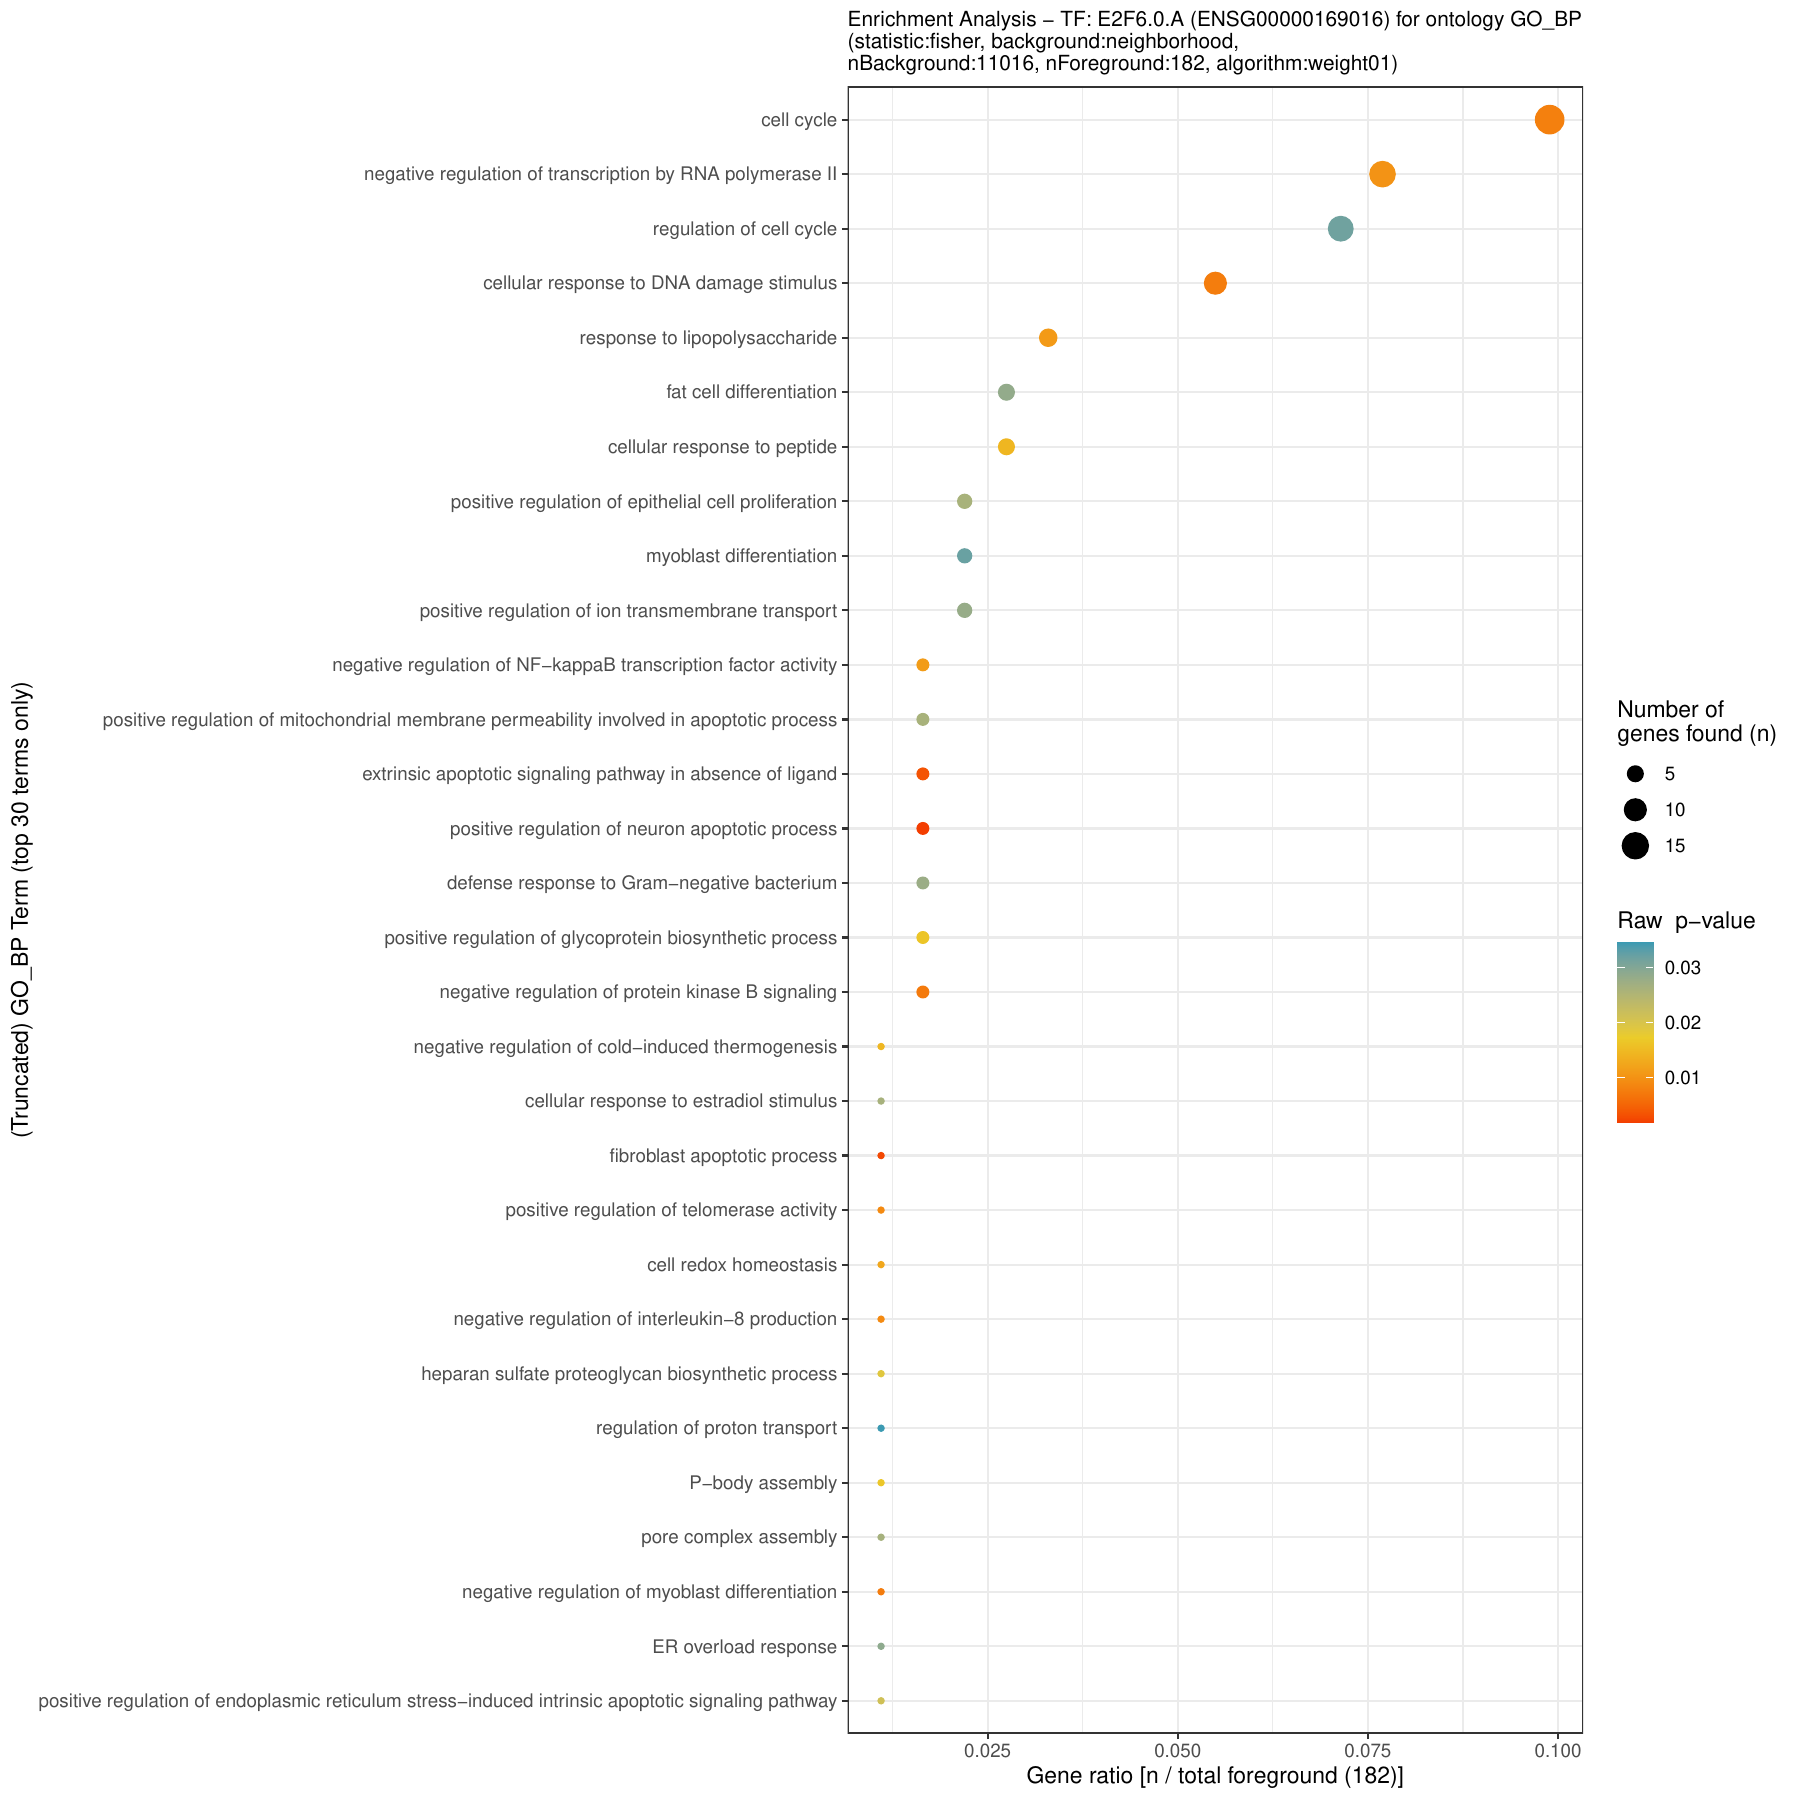 Enrichment Analysis − TF: E2F6.0.A (ENSG00000169016) for ontology GO_BP
(statistic:fisher, background:neighborhood,
nBackground:11016, nForeground:182, algorithm:weight01)
(Truncated) GO_BP Term (top 30 terms only)
cell cycle
negative regulation of transcription by RNA polymerase II
regulation of cell cycle
cellular response to DNA damage stimulus
response to lipopolysaccharide
fat cell differentiation
cellular response to peptide
positive regulation of epithelial cell proliferation
myoblast differentiation
positive regulation of ion transmembrane transport
negative regulation of NF−kappaB transcription factor activity
positive regulation of mitochondrial membrane permeability involved in apoptotic process
extrinsic apoptotic signaling pathway in absence of ligand
positive regulation of neuron apoptotic process
defense response to Gram−negative bacterium
positive regulation of glycoprotein biosynthetic process
negative regulation of protein kinase B signaling
negative regulation of cold−induced thermogenesis
cellular response to estradiol stimulus
fibroblast apoptotic process
positive regulation of telomerase activity
cell redox homeostasis
negative regulation of interleukin−8 production
heparan sulfate proteoglycan biosynthetic process
regulation of proton transport
P−body assembly
pore complex assembly
negative regulation of myoblast differentiation
ER overload response
positive regulation of endoplasmic reticulum stress−induced intrinsic apoptotic signaling pathway
0.025 0.050 0.075 0.100
Gene ratio [n / total foreground (182)]
Number of
genes found (n)
5
10
15
Raw p−value
0.03
0.02
0.01